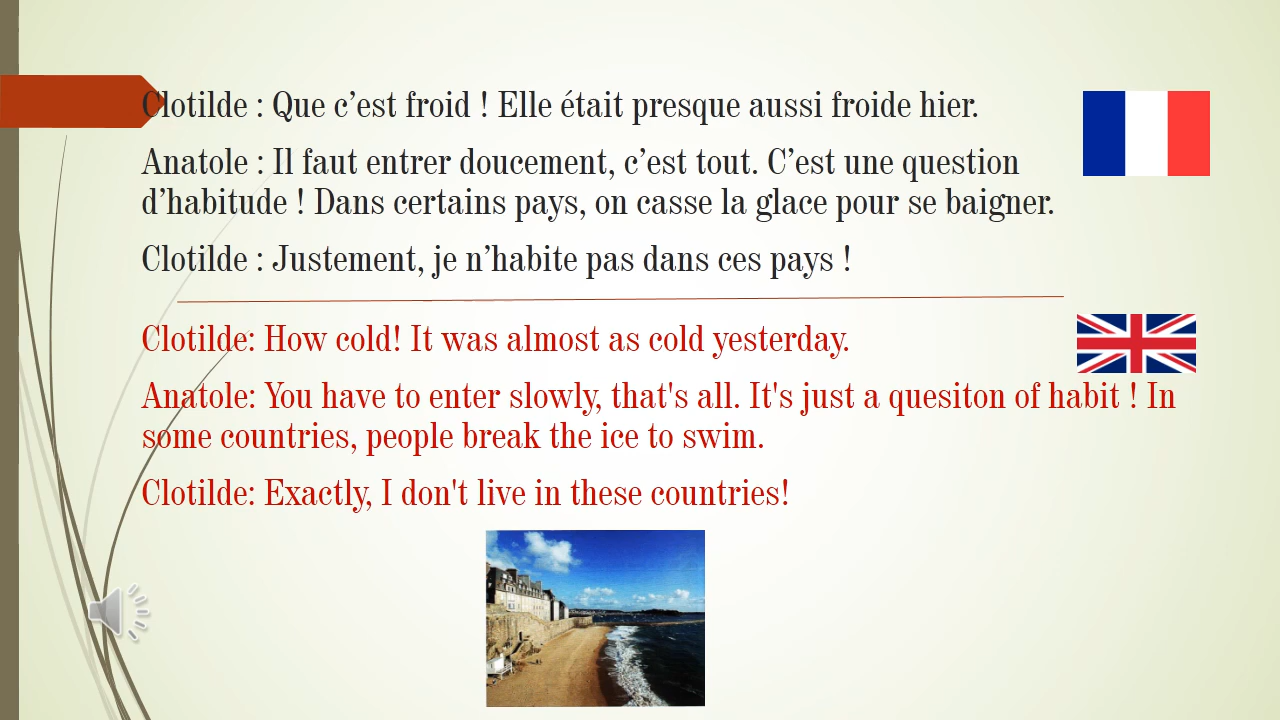 Clotilde : Que c’est froid ! Elle était presque aussi froide hier.
Anatole : Il faut entrer doucement, c’est tout. C’est une question
d’habitude ! Dans certains pays, on casse la glace pour se baigner.
Clotilde : Justement, je n’habite pas dans ces pays !
Clotilde: How cold! It was almost as cold yesterday.
Anatole: You have to enter slowly, that's all. It's just a quesiton of habit ! In
some countries, people break the ice to swim.
Clotilde: Exactly, I don't live in these countries!